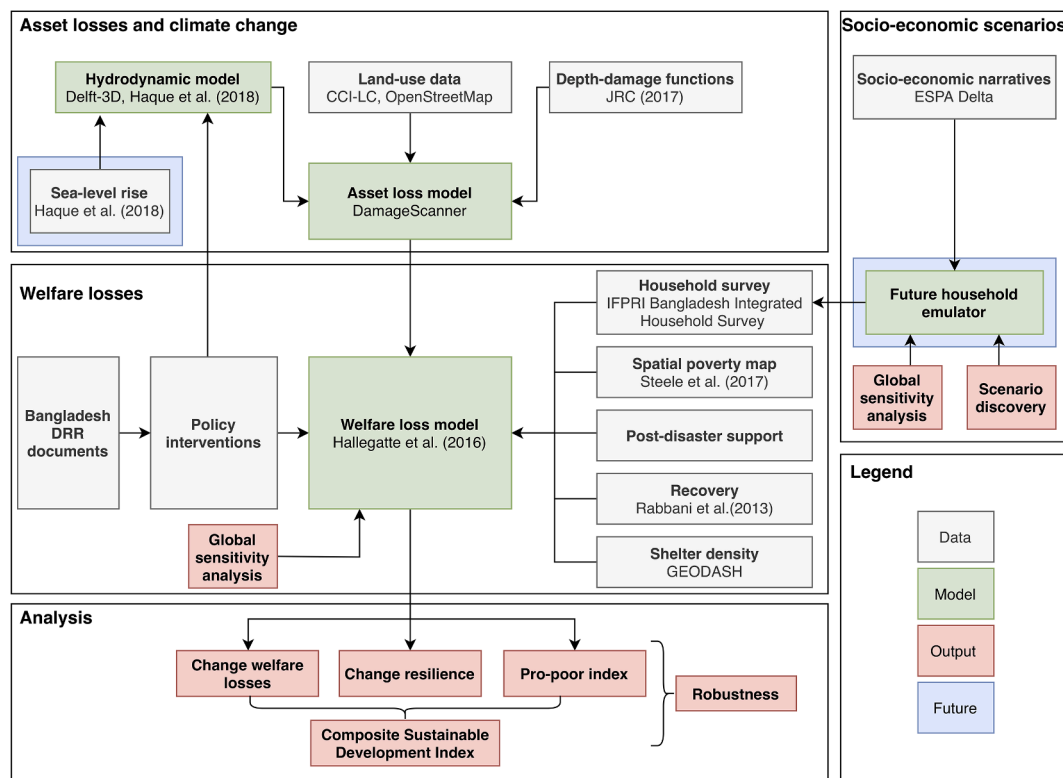 Asset losses and climate change
Hydrodynamic model
Delft-3D, Haque et al. (2018)
Land-use data
CCI-LC, OpenStreetMap
Depth-damage functions
JRC (2017)
Sea-level rise
Haque et al. (2018)
Asset loss model
DamageScanner
Socio-economic scenarios
Socio-economic narratives
ESPA Delta
Future household
emulator
Global
sensitivity
analysis
Scenario
discovery
Welfare losses
Household survey
IFPRI Bangladesh Integrated
Household Survey
Spatial poverty map
Steele et al. (2017)
Bangladesh
DRR
documents
Policy
interventions
Welfare loss model
Hallegatte et al. (2016)
Post-disaster support
Recovery
Rabbani et al.(2013)
Global
sensitivity
analysis
Shelter density
GEODASH
Legend
Data
Model
Output
Future
Analysis
Change welfare
losses
Change resilience
Pro-poor index
Robustness
Composite Sustainable
Development Index